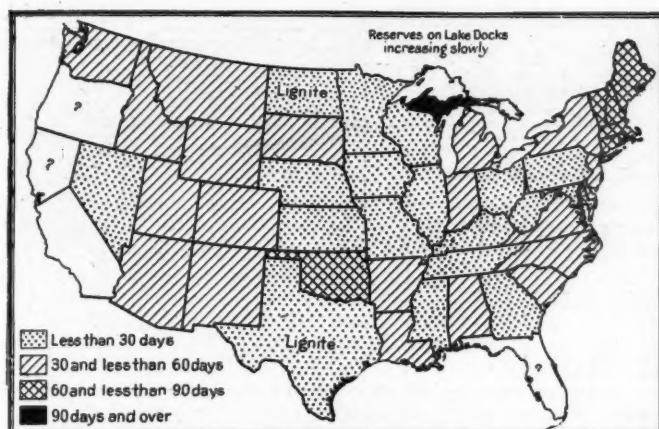 Reserves on Lake Docks
increasing slowly
Lignite
?
?
Lignite
?
Less than 30 days
30 and less than 60 days
60 and less than 90 days
90 days and over